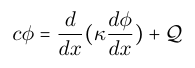 cϕ = d/dx (κ dϕ/dx) + 𝒬